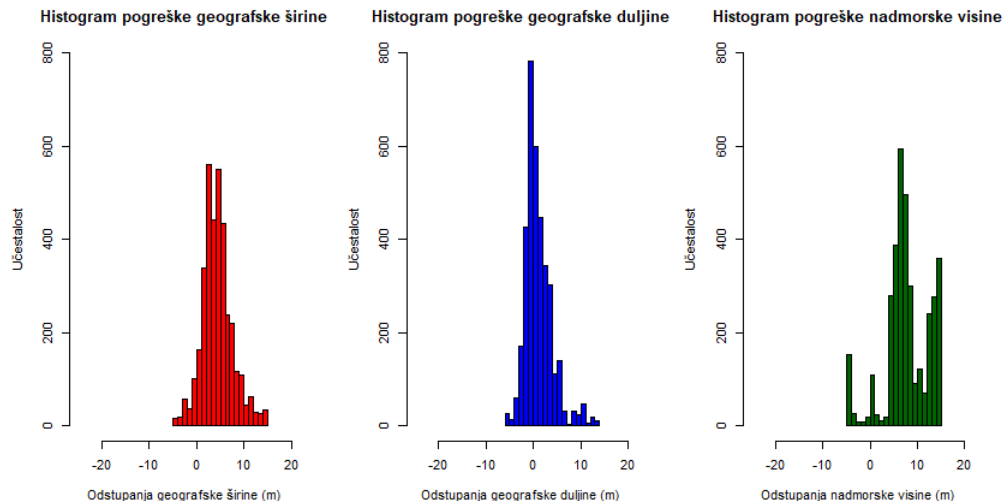 Histogram pogreške geografske širine
800
600
400
200
0
Učestalost
-20 -10 0 10 20
Odstupanja geografske širine (m)
Histogram pogreške geografske duljine
800
600
400
200
0
Učestalost
-20 -10 0 10 20
Odstupanja geografske duljine (m)
Histogram pogreške nadmorske visine
800
600
400
200
0
Učestalost
-20 -10 0 10 20
Odstupanja nadmorske visine (m)